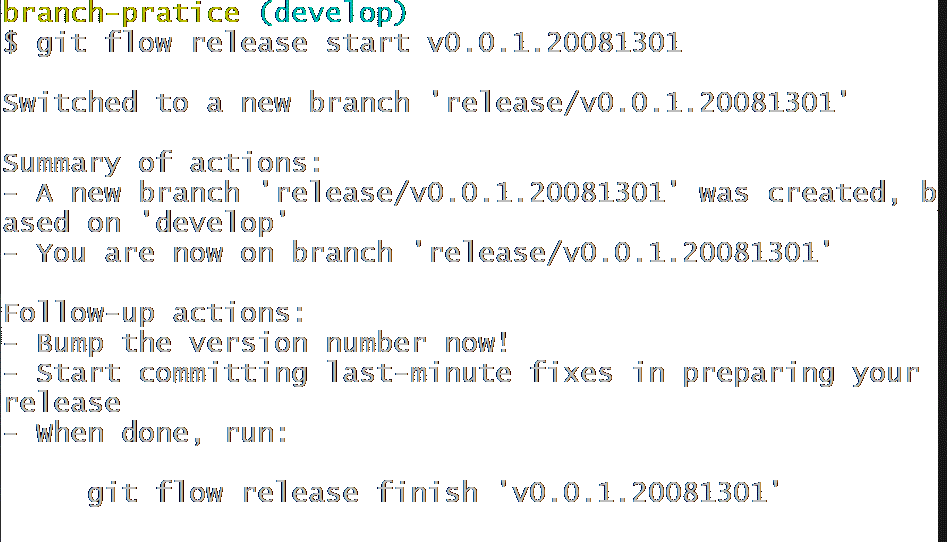 branch-pratice (develop)
$ git flow release start v0.0.1.20081301
Switched to a new branch 'release/v0.0.1.20081301'
Summary of actions:
- A new branch 'release/v0.0.1.20081301' was created, b
ased on 'develop'
- You are now on branch 'release/v0.0.1.20081301'
Follow-up actions:
- Bump the version number now!
- Start committing last-minute fixes in preparing your
release
- When done, run:
git flow release finish 'v0.0.1.20081301'